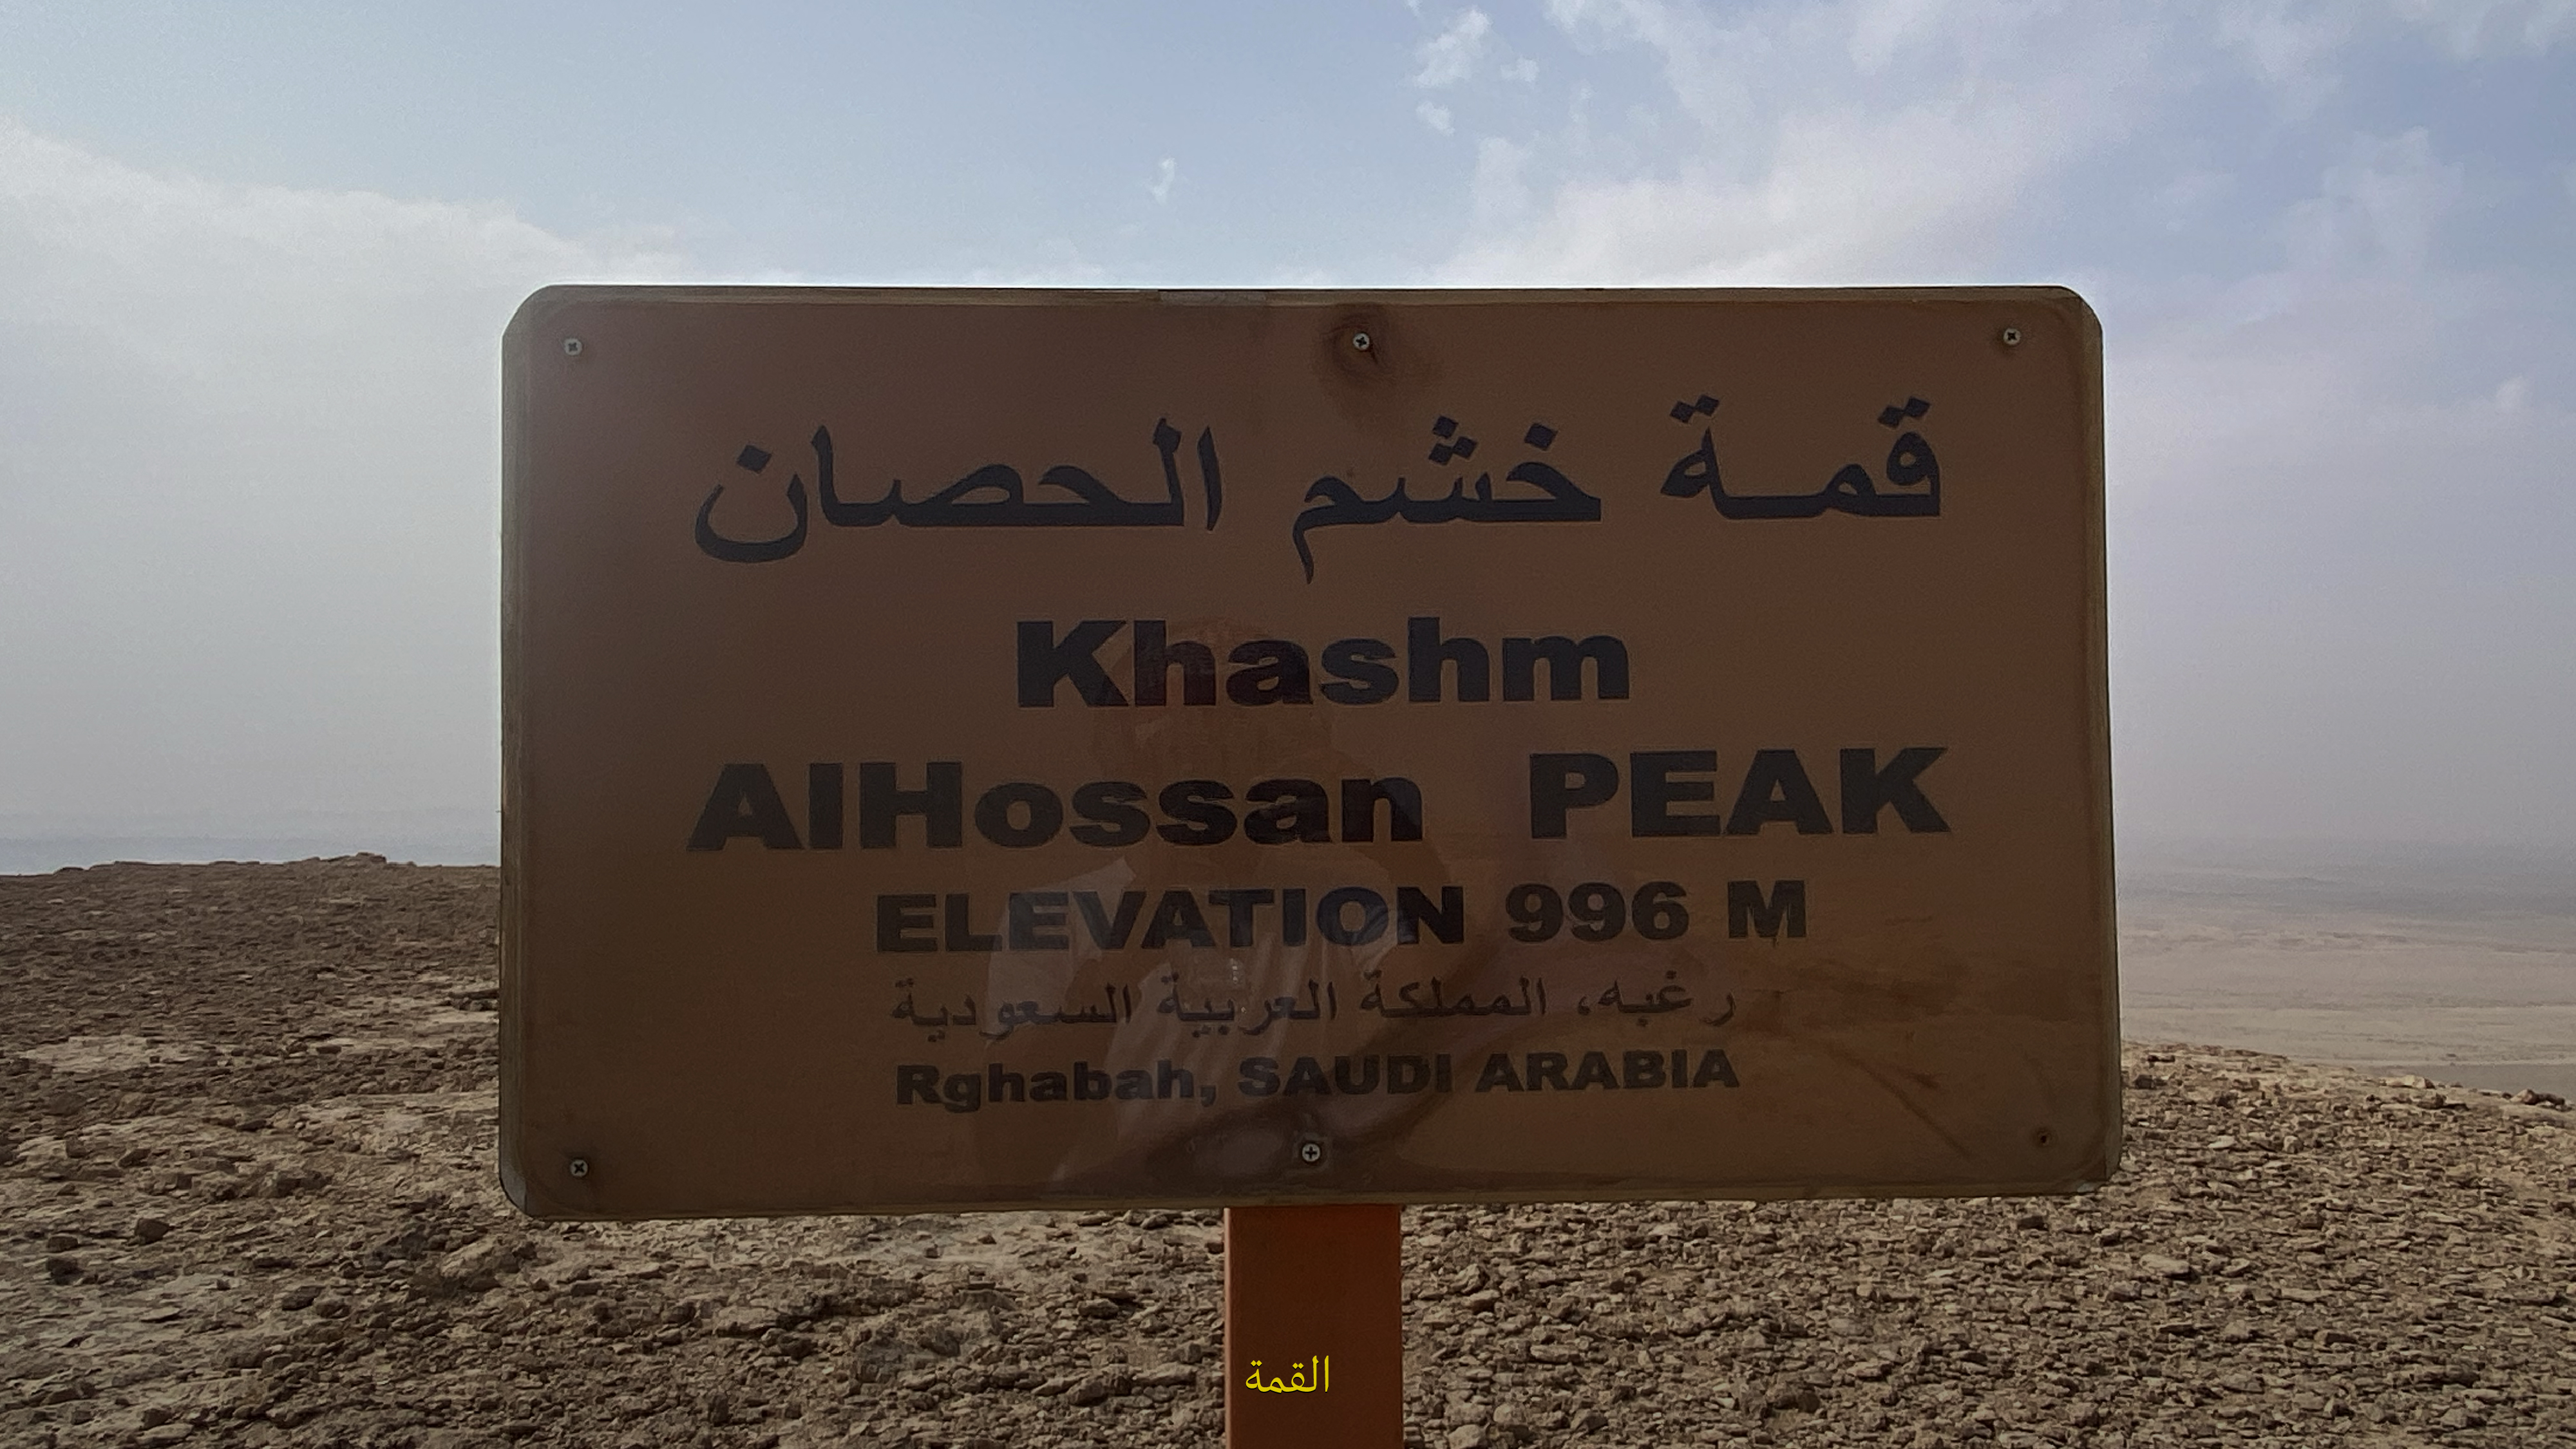 قمة خشم الحصان
Khashm
AlHossan PEAK
ELEVATION 996 M
رغبه، المملكة العربية السعودية
Rghabah, SAUDI ARABIA
القمة